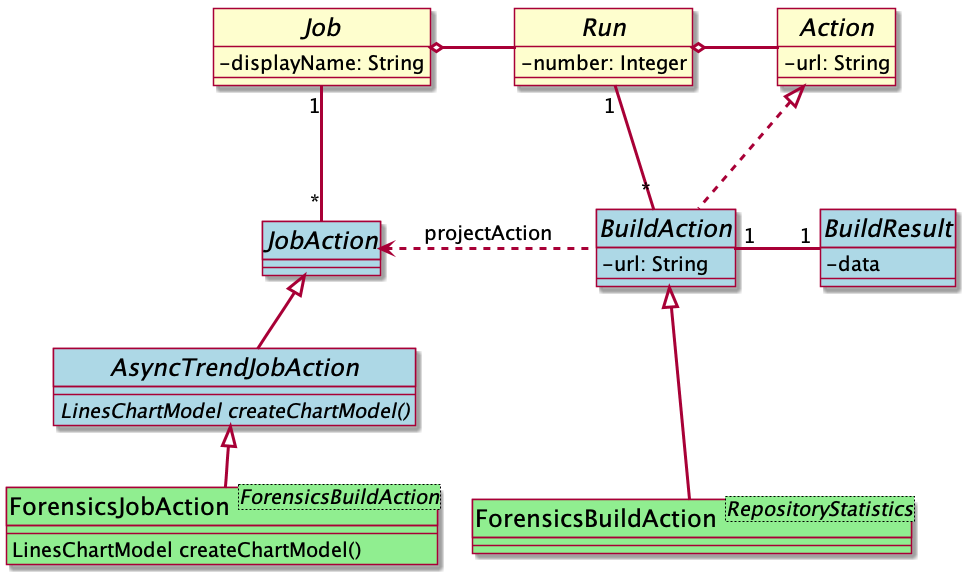 Job
-displayName: String
Run
-number: Integer
Action
-url: String
1
*
1
*
JobAction
projectAction
BuildAction
-url: String
1
1
BuildResult
-data
AsyncTrendJobAction
LinesChartModel createChartModel()
ForensicsJobAction
ForensicsBuildAction
LinesChartModel createChartModel()
ForensicsBuildAction
RepositoryStatistics